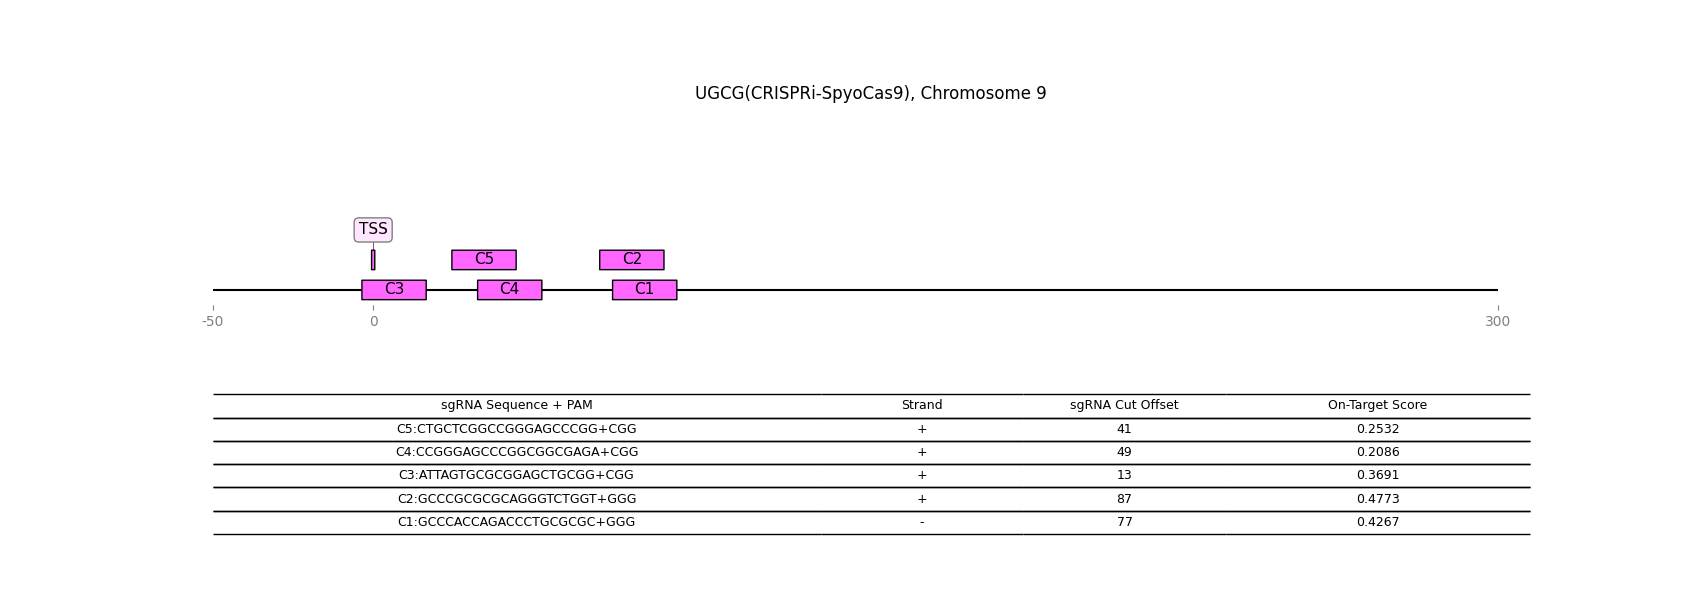 UGCG(CRISPRi-SpyoCas9), Chromosome 9
TSS
C5 C2
C3 C4 C1
-50 0 300
sgRNA Sequence + PAM Strand sgRNA Cut Offset On-Target Score
C5:CTGCTCGGCCGGGAGCCCGG+CGG + 41 0.2532
C4:CCGGGAGCCCGGCGGCGAGA+CGG + 49 0.2086
C3:ATTAGTGCGCGGAGCTGCGG+CGG + 13 0.3691
C2:GCCCGCGCGCAGGGTCTGGT+GGG + 87 0.4773
C1:GCCCACCAGACCCTGCGCGC+GGG - 77 0.4267